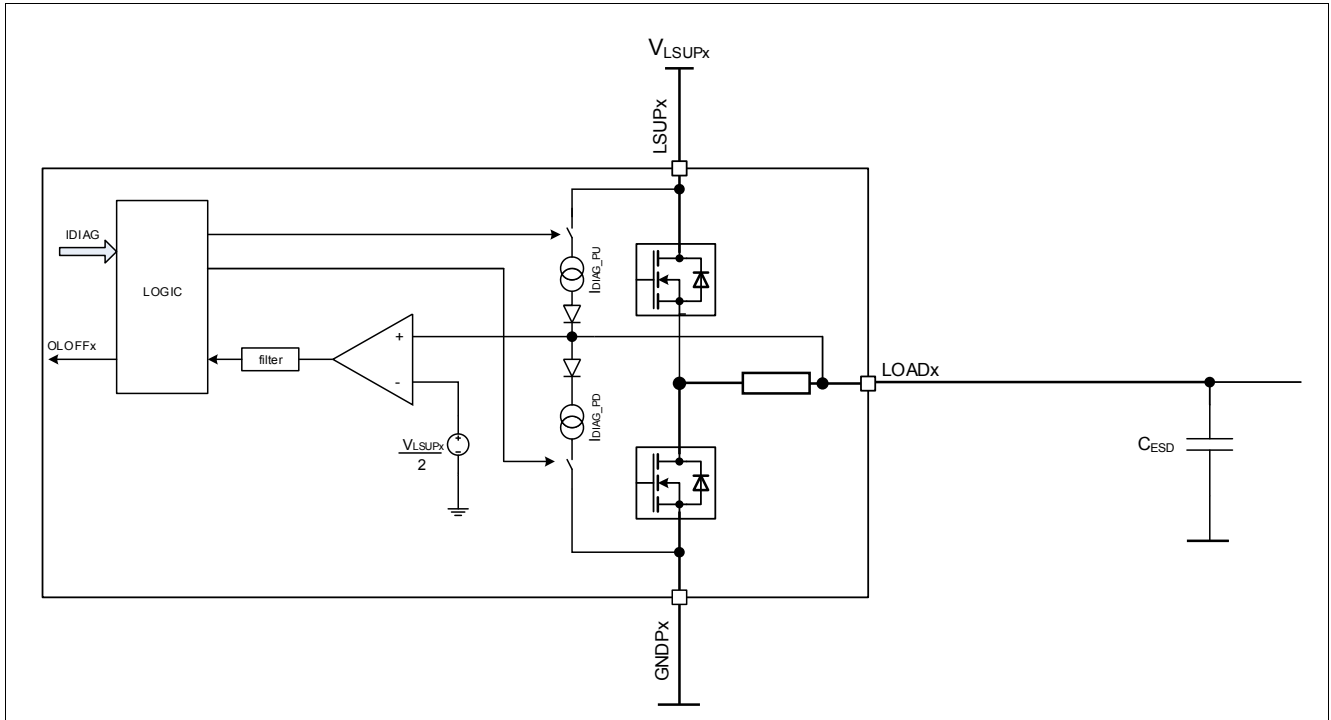 VLSUPx
LSUPx
IDIAG
LOGIC
IDIAG_PU
OLOFFx
filter
+
-
LOADx
IDIAG_PD
VLSUPx
2
+
-
CESD
GNDPx